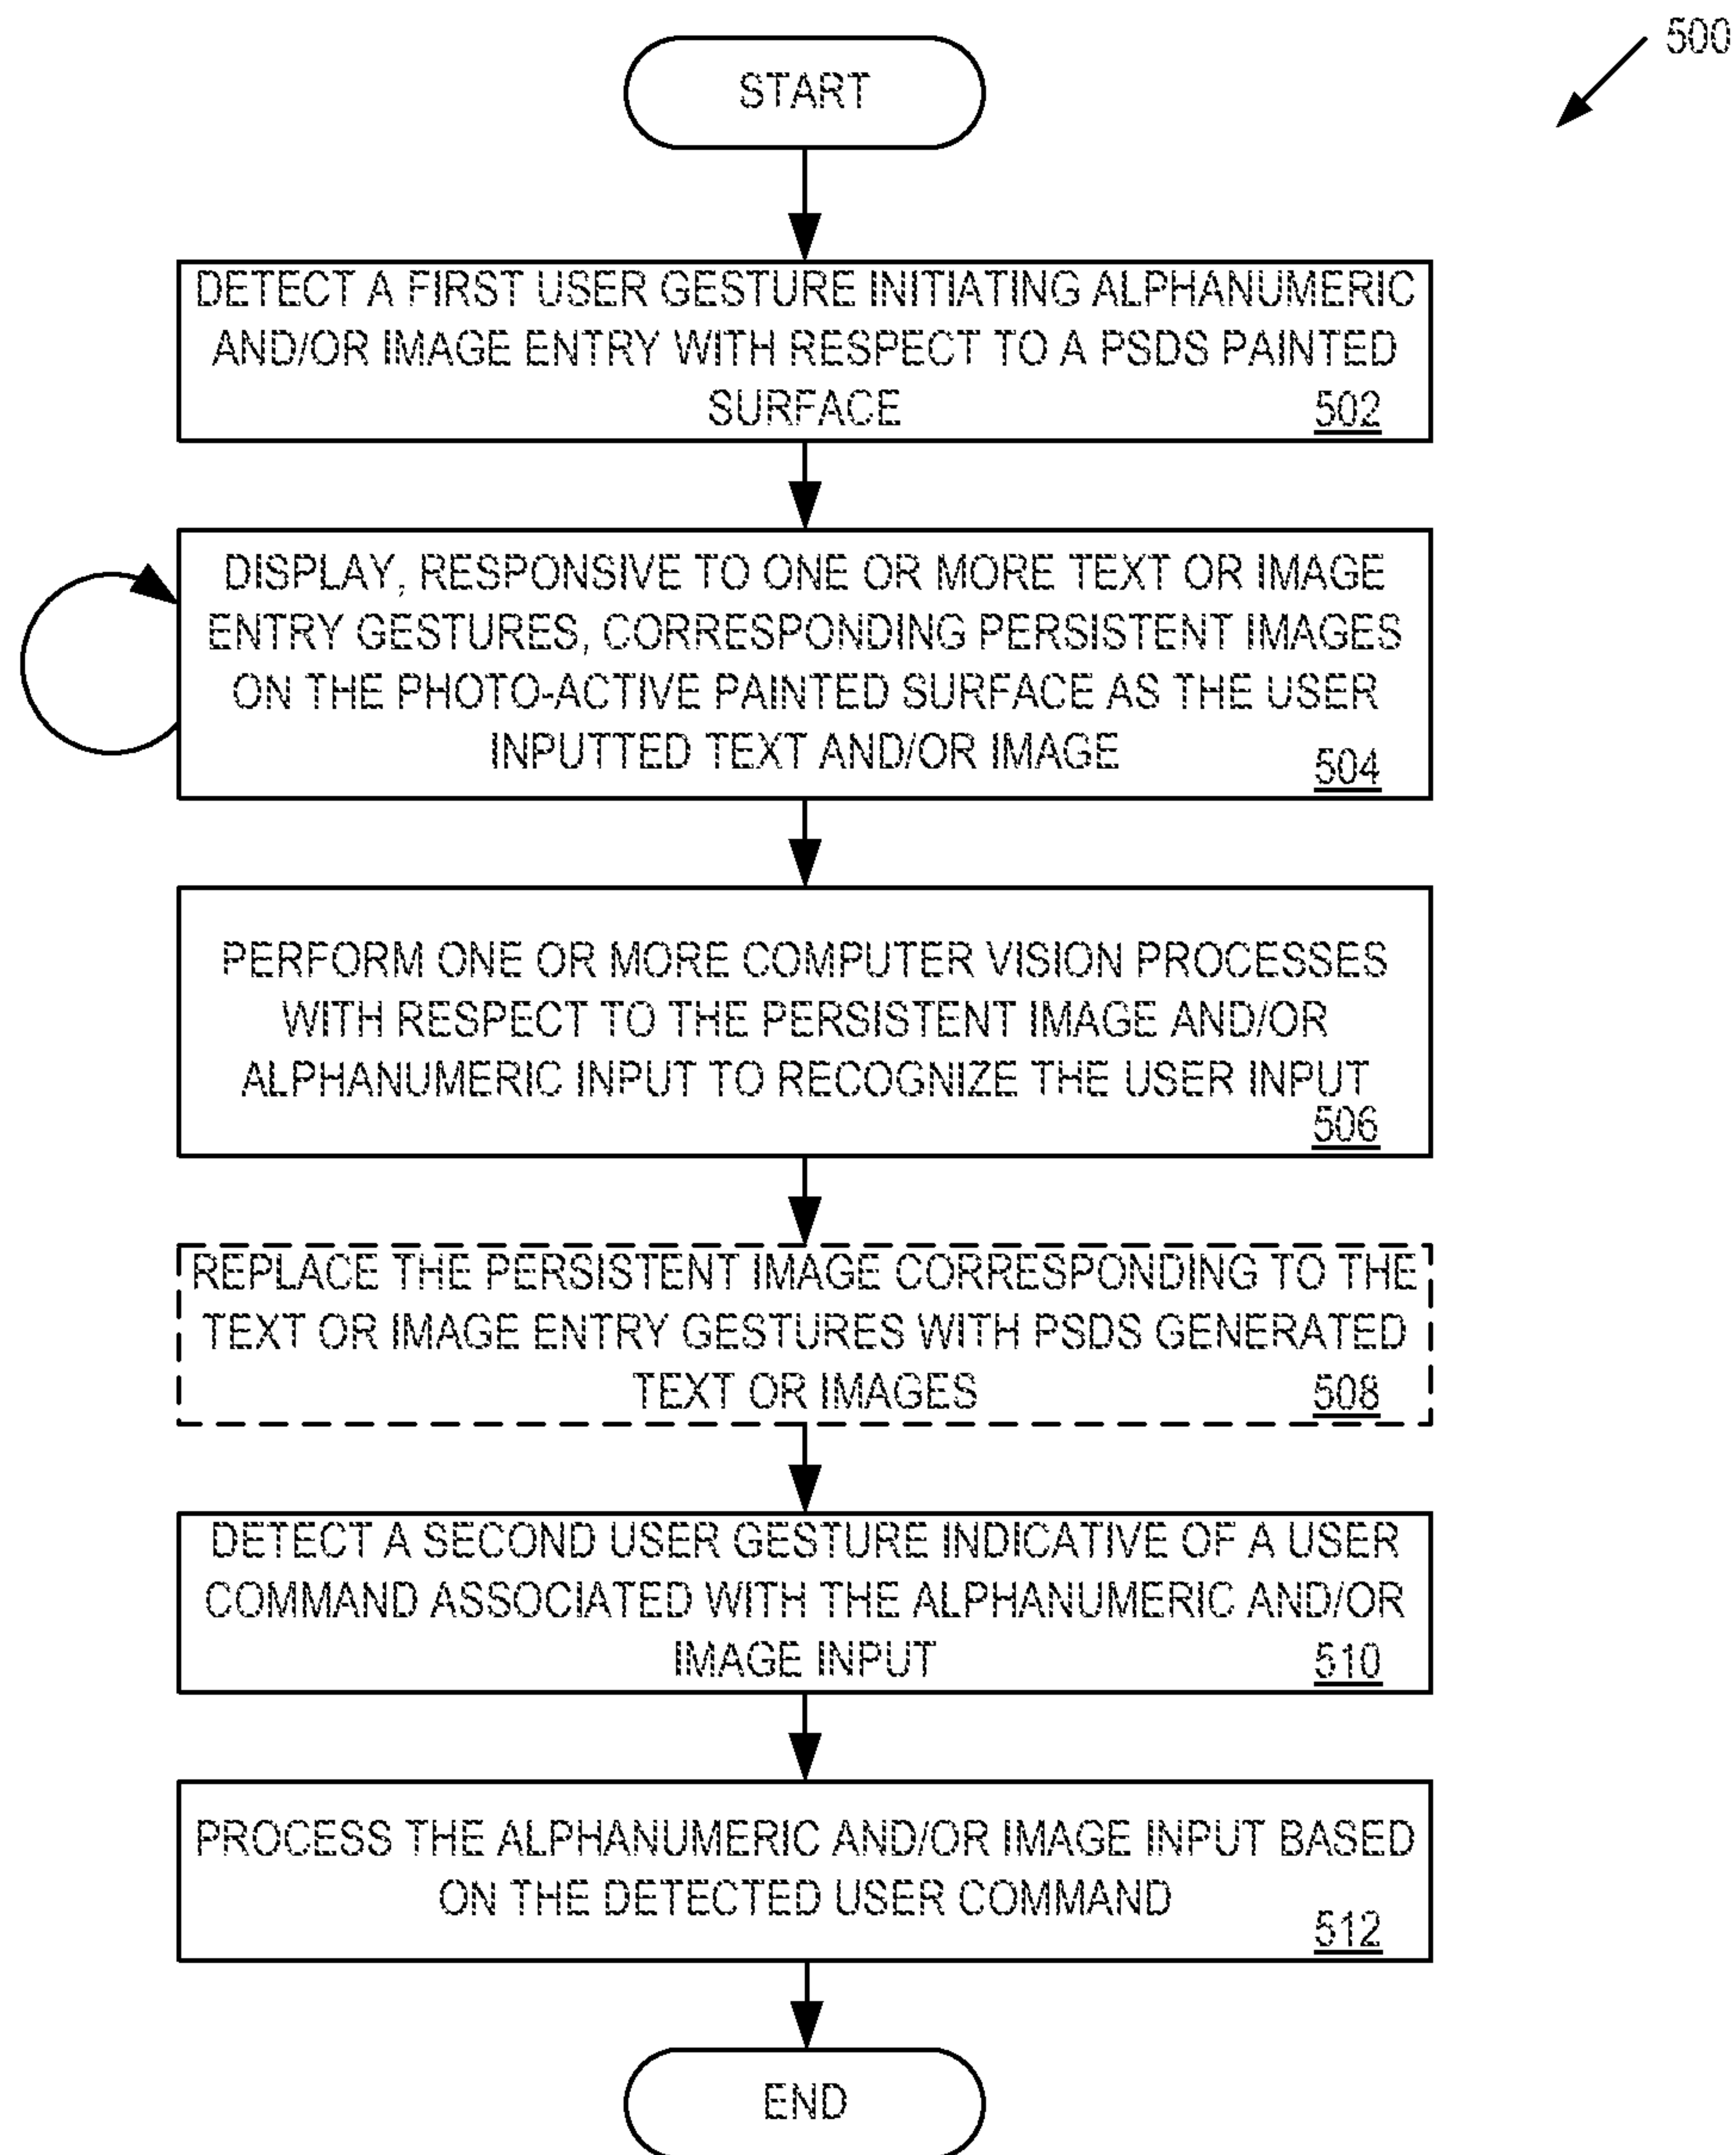 500
START
DETECT A FIRST USER GESTURE INITIATING ALPHANUMERIC
AND/OR IMAGE ENTRY WITH RESPECT TO A PSDS PAINTED
SURFACE
502
DISPLAY, RESPONSIVE TO ONE OR MORE TEXT OR IMAGE
ENTRY GESTURES, CORRESPONDING PERSISTENT IMAGES
ON THE PHOTO-ACTIVE PAINTED SURFACE AS THE USER
INPUTTED TEXT AND/OR IMAGE
504
PERFORM ONE OR MORE COMPUTER VISION PROCESSES
WITH RESPECT TO THE PERSISTENT IMAGE AND/OR
ALPHANUMERIC INPUT TO RECOGNIZE THE USER INPUT
506
REPLACE THE PERSISTENT IMAGE CORRESPONDING TO THE
TEXT OR IMAGE ENTRY GESTURES WITH PSDS GENERATED
TEXT OR IMAGES
508
DETECT A SECOND USER GESTURE INDICATIVE OF A USER
COMMAND ASSOCIATED WITH THE ALPHANUMERIC AND/OR
IMAGE INPUT
510
PROCESS THE ALPHANUMERIC AND/OR IMAGE INPUT BASED
ON THE DETECTED USER COMMAND
512
END